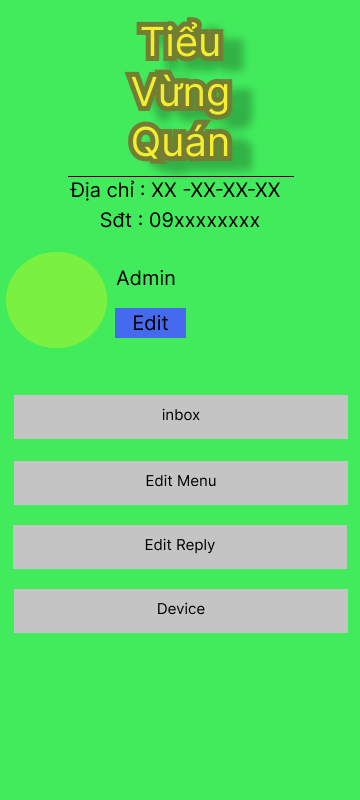 Tiểu
Vừng
Quán
Địa chỉ : XX -XX-XX-XX
Sđt : 09xxxxxxxx
Admin
Edit
inbox
Edit Menu
Edit Reply
Device